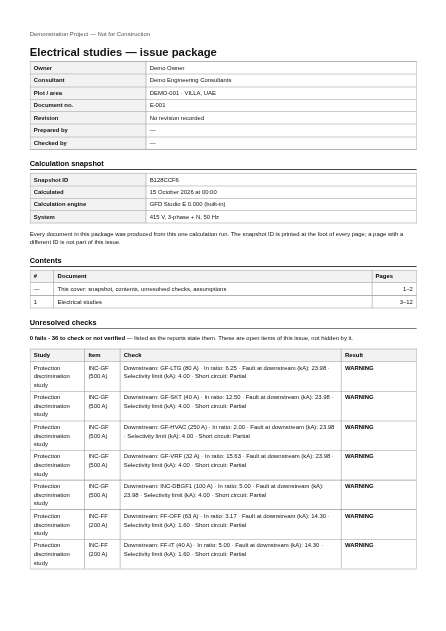 Demonstration Project — Not for Construction
Electrical studies — issue package
Owner Demo Owner
Consultant Demo Engineering Consultants
Plot / area DEMO-001 · VILLA, UAE
Document no. E-001
Revision No revision recorded
Prepared by —
Checked by —
Calculation snapshot
Snapshot ID B128CCF6
Calculated 15 October 2026 at 00:00
Calculation engine GFD Studio E 0.000 (built-in)
System 415 V, 3-phase + N, 50 Hz
Every document in this package was produced from this one calculation run. The snapshot ID is printed at the foot of every page; a page with a
different ID is not part of this issue.
Contents
# Document Pages
— This cover: snapshot, contents, unresolved checks, assumptions 1–2
1 Electrical studies 3–12
Unresolved checks
0 fails · 36 to check or not verified — listed as the reports state them. These are open items of this issue, not hidden by it.
Study Item Check Result
Protection discrimination study INC-GF (500 A) Downstream: GF-LTG (80 A) · In ratio: 6.25 · Fault at downstream (kA): 23.98 · Selectivity limit (kA): 4.00 · Short circuit: Partial WARNING
Protection discrimination study INC-GF (500 A) Downstream: GF-SKT (40 A) · In ratio: 12.50 · Fault at downstream (kA): 23.98 · Selectivity limit (kA): 4.00 · Short circuit: Partial WARNING
Protection discrimination study INC-GF (500 A) Downstream: GF-HVAC (250 A) · In ratio: 2.00 · Fault at downstream (kA): 23.98 · Selectivity limit (kA): 4.00 · Short circuit: Partial WARNING
Protection discrimination study INC-GF (500 A) Downstream: GF-VRF (32 A) · In ratio: 15.63 · Fault at downstream (kA): 23.98 · Selectivity limit (kA): 4.00 · Short circuit: Partial WARNING
Protection discrimination study INC-GF (500 A) Downstream: INC-DBGF1 (100 A) · In ratio: 5.00 · Fault at downstream (kA): 23.98 · Selectivity limit (kA): 4.00 · Short circuit: Partial WARNING
Protection discrimination study INC-FF (200 A) Downstream: FF-OFF (63 A) · In ratio: 3.17 · Fault at downstream (kA): 14.30 · Selectivity limit (kA): 1.60 · Short circuit: Partial WARNING
Protection discrimination study INC-FF (200 A) Downstream: FF-IT (40 A) · In ratio: 5.00 · Fault at downstream (kA): 14.30 · Selectivity limit (kA): 1.60 · Short circuit: Partial WARNING